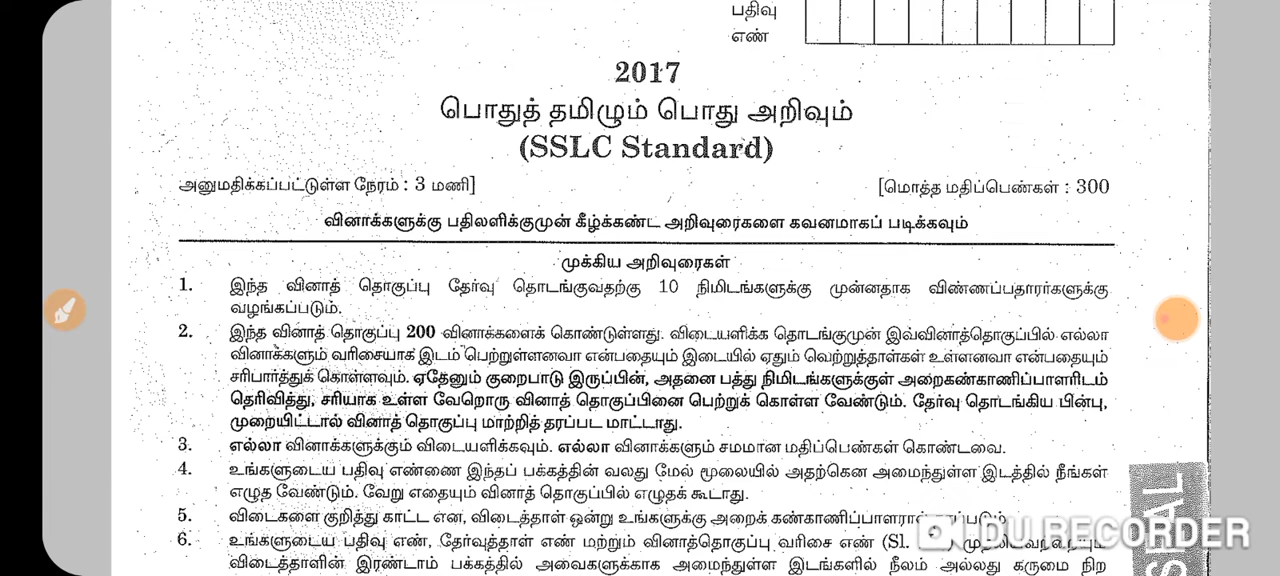 பதிவு
எண்
2017
பொதுத் தமிழும் பொது அறிவும்
(SSLC Standard)
அனுமதிக்கப்பட்டுள்ள நேரம் : 3 மணி] [மொத்த மதிப்பெண்கள் : 300
வினாக்களுக்கு பதிலளிக்குமுன் கீழ்க்கண்ட அறிவுரைகளை கவனமாகப் படிக்கவும்
முக்கிய அறிவுரைகள்
1. இந்த வினாத் தொகுப்பு தேர்வு தொடங்குவதற்கு 10 நிமிடங்களுக்கு முன்னதாக விண்ணப்பதாரர்களுக்கு
வழங்கப்படும்.
2. இந்த வினாத் தொகுப்பு 200 வினாக்களைக் கொண்டுள்ளது. விடையளிக்க தொடங்குமுன் இவ்வினாத்தொகுப்பில் எல்லா
வினாக்களும் வரிசையாக இடம் பெற்றுள்ளனவா என்பதையும் இடையில் ஏதும் வெற்றுத்தாள்கள் உள்ளனவா என்பதையும்
சரிபார்த்துக் கொள்ளவும். ஏதேனும் குறைபாடு இருப்பின், அதனை பத்து நிமிடங்களுக்குள் அறைகண்காணிப்பாளரிடம்
தெரிவித்து, சரியாக உள்ள வேறொரு வினாத் தொகுப்பினை பெற்றுக் கொள்ள வேண்டும். தேர்வு தொடங்கிய பின்பு,
முறையிட்டால் வினாத் தொகுப்பு மாற்றித் தரப்பட மாட்டாது.
3. எல்லா வினாக்களுக்கும் விடையளிக்கவும். எல்லா வினாக்களும் சமமான மதிப்பெண்கள் கொண்டவை.
4. உங்களுடைய பதிவு எண்ணை இந்தப் பக்கத்தின் வலது மேல் மூலையில் அதற்கென அமைந்துள்ள இடத்தில் நீங்கள்
எழுத வேண்டும். வேறு எதையும் வினாத் தொகுப்பில் எழுதக் கூடாது.
5. விடைகளை குறித்து காட்ட என, விடைத்தாள் ஒன்று உங்களுக்கு அறைக்
6. உங்களுடைய பதிவு எண், தேர்வுத்தாள் எண் மற்றும் வினாத்தொகுப்பு வரிசை எண் (Sl.
விடைத்தாளின் இரண்டாம் பக்கத்தில் அவைகளுக்காக அமைந்துள்ள இடங்களில் நீலம் அல்லது கருமை நிற
DU RECORDER